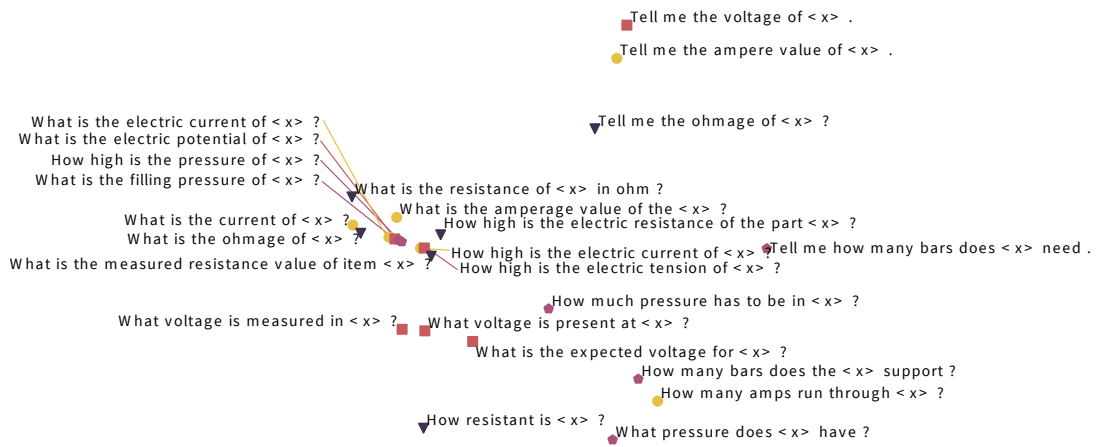 Tell me the voltage of <x> .
Tell me the ampere value of <x> .
What is the electric current of <x> ?
Tell me the ohmage of <x> ?
What is the electric potential of <x> ?
How high is the pressure of <x> ?
What is the filling pressure of <x> ?
What is the resistance of <x> in ohm ?
What is the amperage value of the <x> ?
What is the current of <x> ?
How high is the electric resistance of the part <x> ?
What is the ohmage of <x> ?
Tell me how many bars does <x> need .
How high is the electric current of <x> ?
What is the measured resistance value of item <x> ?
How high is the electric tension of <x> ?
How much pressure has to be in <x> ?
What voltage is measured in <x> ?
What voltage is present at <x> ?
What is the expected voltage for <x> ?
How many bars does the <x> support ?
How many amps run through <x> ?
How resistant is <x> ?
What pressure does <x> have ?